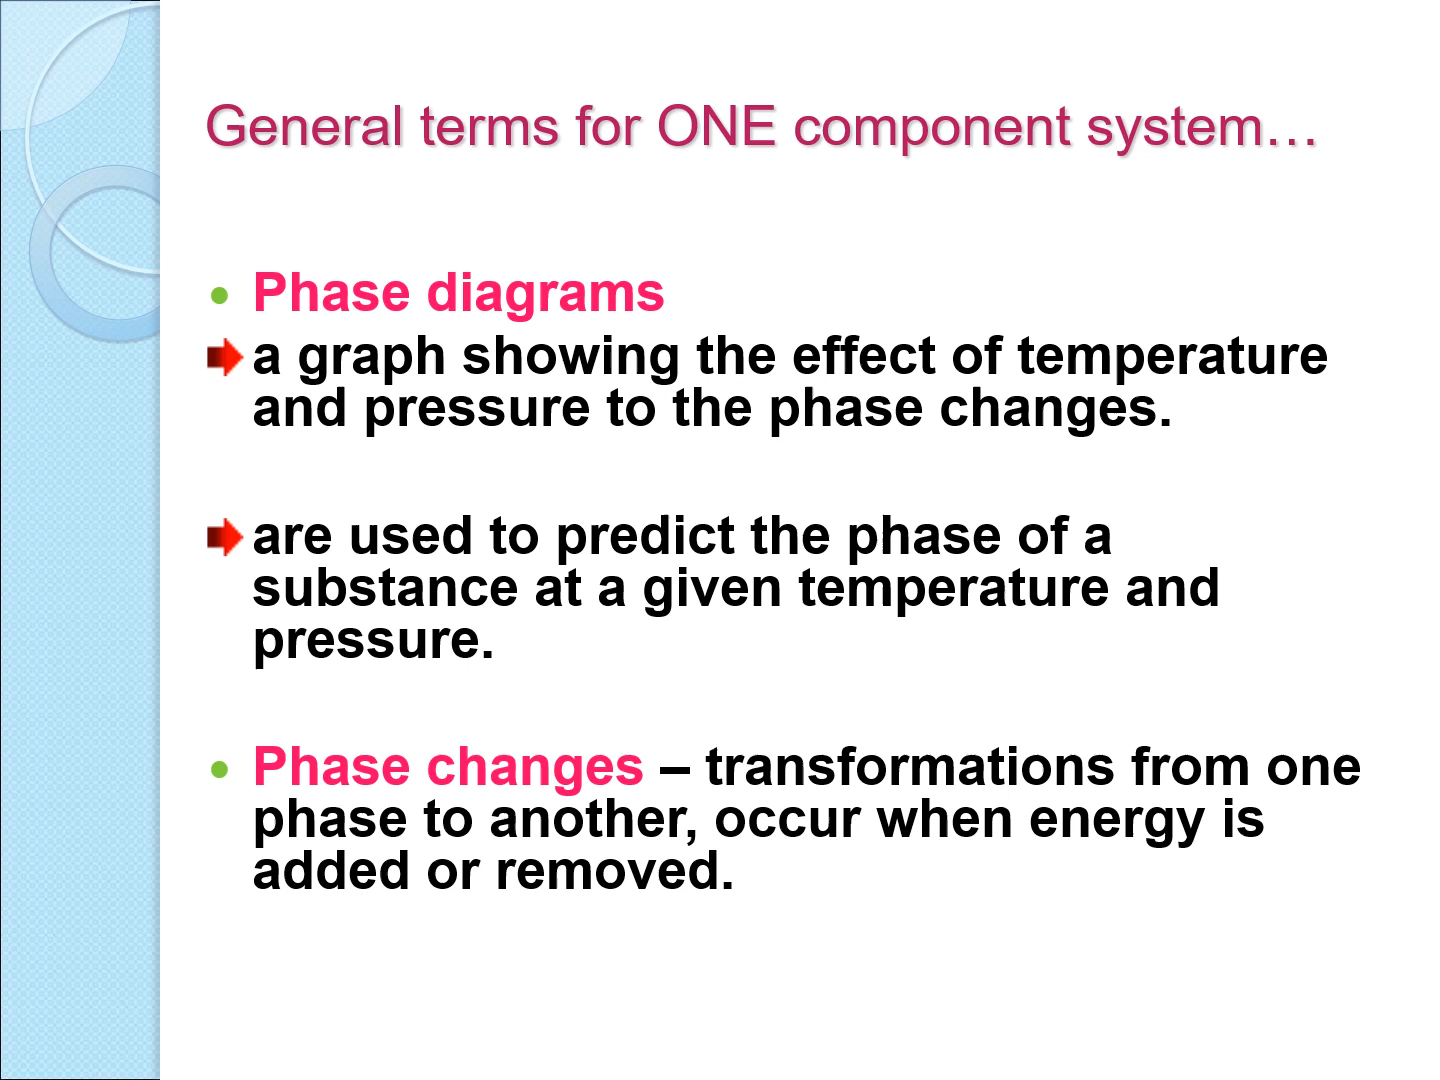 General terms for ONE component system…
• Phase diagrams
a graph showing the effect of temperature
and pressure to the phase changes.
are used to predict the phase of a
substance at a given temperature and
pressure.
• Phase changes – transformations from one
phase to another, occur when energy is
added or removed.